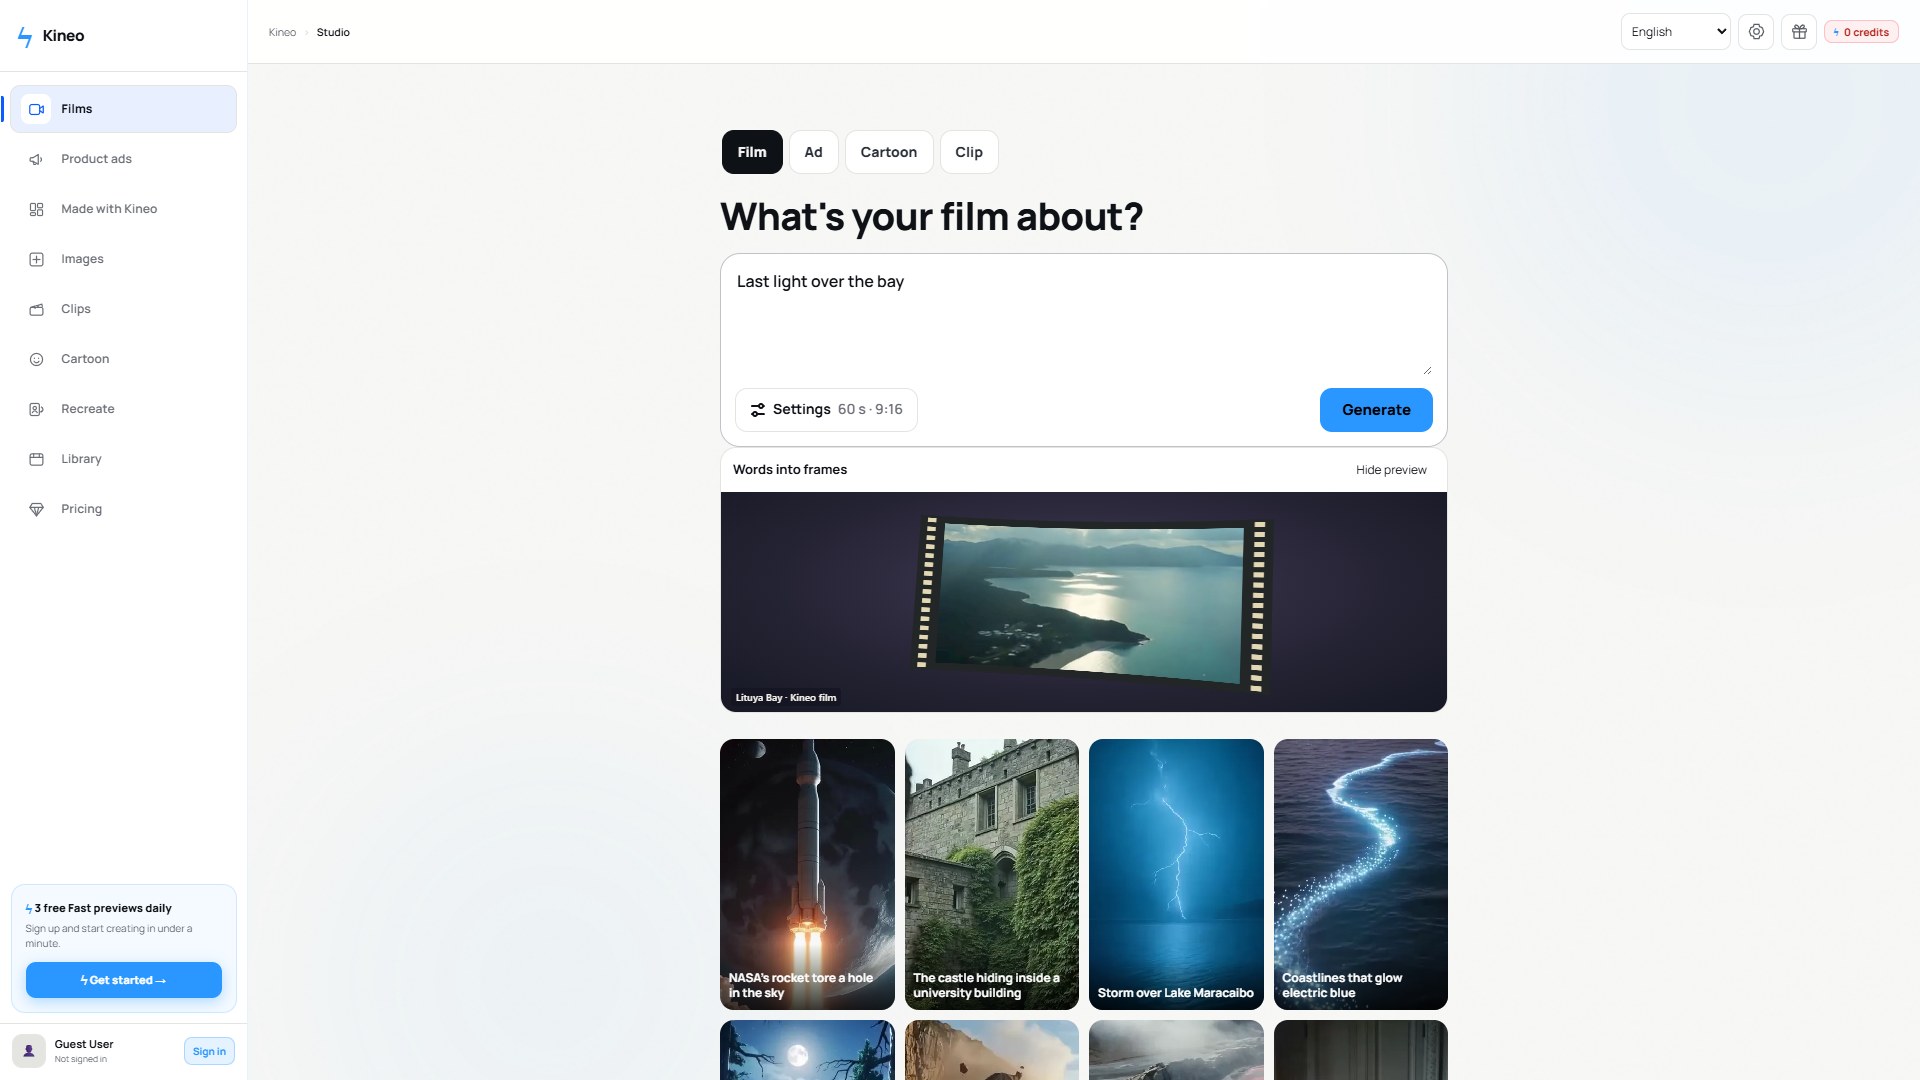 Kineo
Kineo
Studio
English
0 credits
Films
Product ads
Made with Kineo
Images
Clips
Cartoon
Recreate
Library
Pricing
3 free Fast previews daily
Sign up and start creating in under a
minute.
Get started →
Guest User
Not signed in
Sign in
Film
Ad
Cartoon
Clip
What's your film about?
Last light over the bay
Settings 60 s · 9:16
Generate
Words into frames
Hide preview
Lituya Bay · Kineo film
NASA's rocket tore a hole
in the sky
The castle hiding inside a
university building
Storm over Lake Maracaibo
Coastlines that glow
electric blue